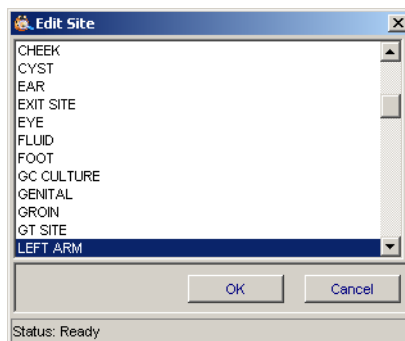 Edit Site
CHEEK
CYST
EAR
EXIT SITE
EYE
FLUID
FOOT
GC CULTURE
GENITAL
GROIN
GT SITE
LEFT ARM
OK Cancel
Status: Ready